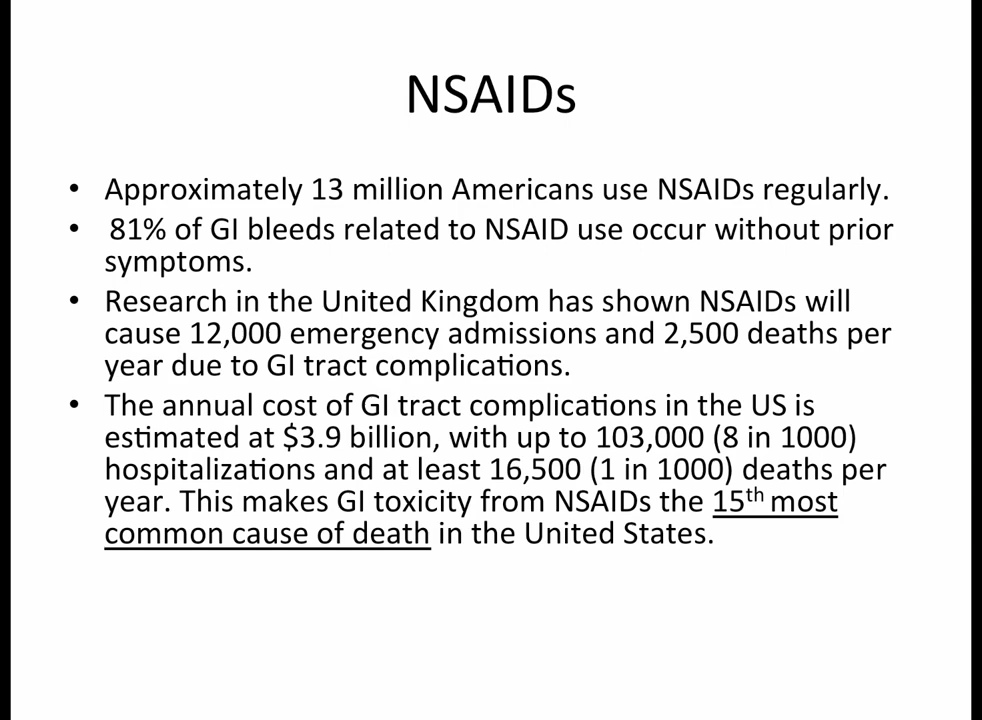 NSAIDs
• Approximately 13 million Americans use NSAIDs regularly.
• 81% of GI bleeds related to NSAID use occur without prior
symptoms.
• Research in the United Kingdom has shown NSAIDs will
cause 12,000 emergency admissions and 2,500 deaths per
year due to GI tract complications.
• The annual cost of GI tract complications in the US is
estimated at $3.9 billion, with up to 103,000 (8 in 1000)
hospitalizations and at least 16,500 (1 in 1000) deaths per
year. This makes GI toxicity from NSAIDs the 15th most
common cause of death in the United States.